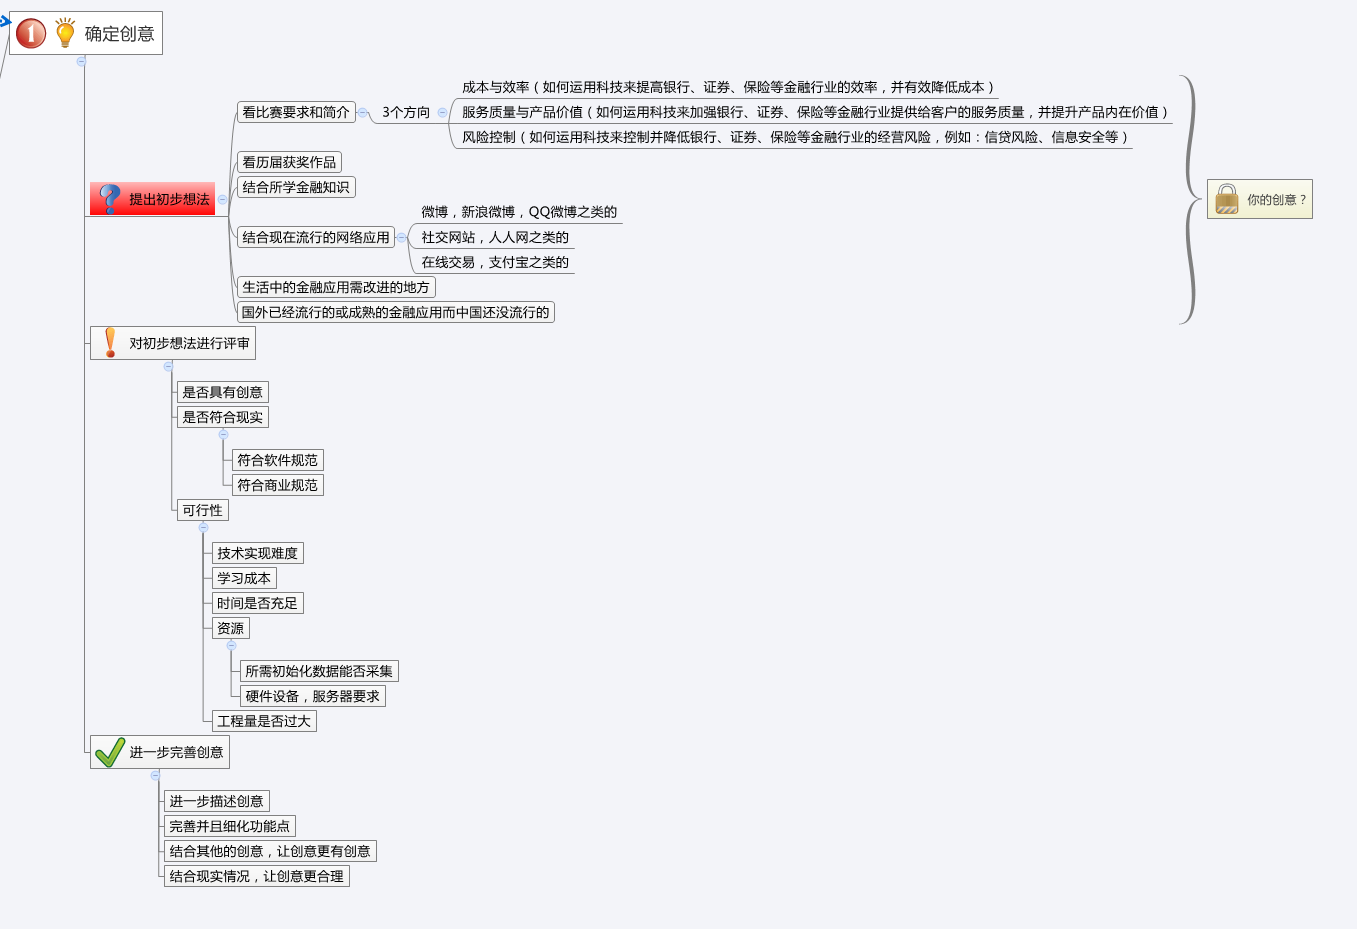 1
确定创意
提出初步想法
看比赛要求和简介
3个方向
成本与效率（如何运用科技来提高银行、证券、保险等金融行业的效率，并有效降低成本）
服务质量与产品价值（如何运用科技来加强银行、证券、保险等金融行业提供给客户的服务质量，并提升产品内在价值）
风险控制（如何运用科技来控制并降低银行、证券、保险等金融行业的经营风险，例如：信贷风险、信息安全等）
看历届获奖作品
结合所学金融知识
结合现在流行的网络应用
微博，新浪微博，QQ微博之类的
社交网站，人人网之类的
在线交易，支付宝之类的
生活中的金融应用需改进的地方
国外已经流行的或成熟的金融应用而中国还没流行的
你的创意？
对初步想法进行评审
是否具有创意
是否符合现实
符合软件规范
符合商业规范
可行性
技术实现难度
学习成本
时间是否充足
资源
所需初始化数据能否采集
硬件设备，服务器要求
工程量是否过大
进一步完善创意
进一步描述创意
完善并且细化功能点
结合其他的创意，让创意更有创意
结合现实情况，让创意更合理